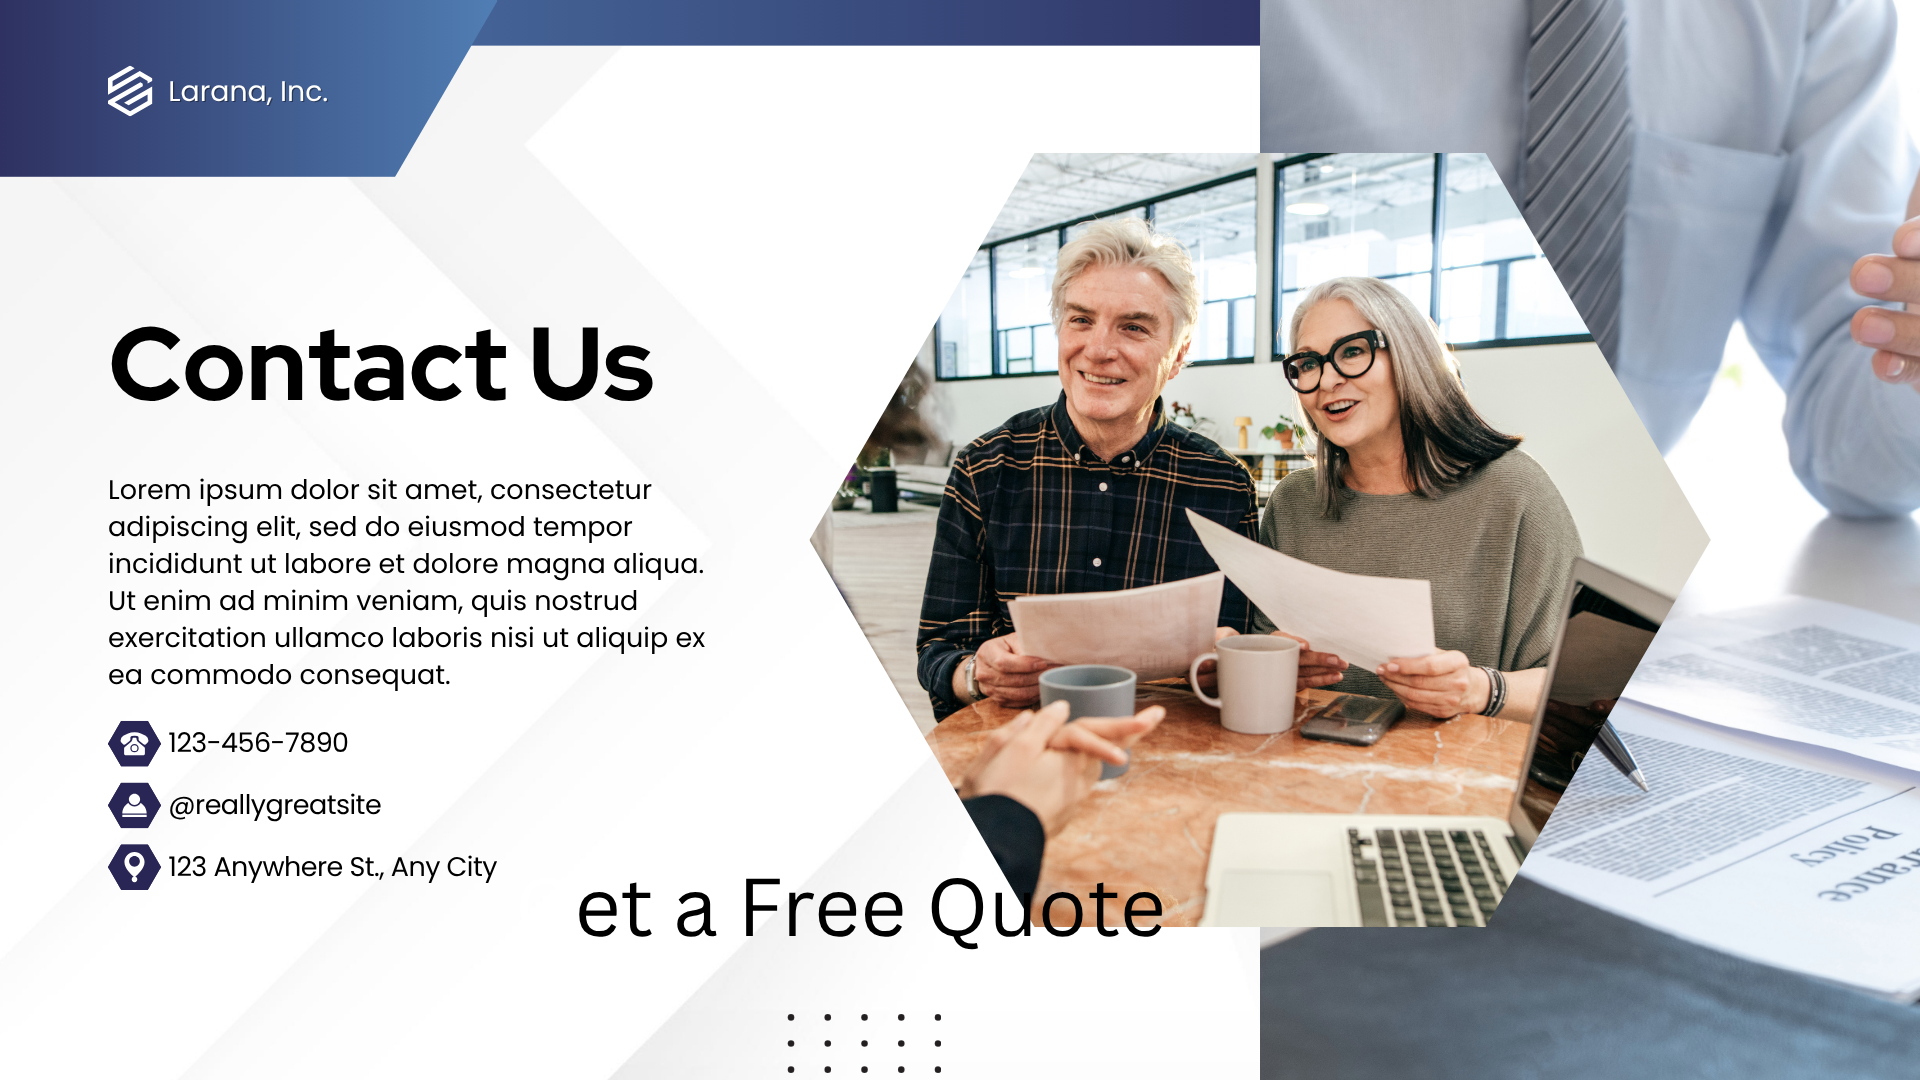 Larana, Inc.
Contact Us
Lorem ipsum dolor sit amet, consectetur
adipiscing elit, sed do eiusmod tempor
incididunt ut labore et dolore magna aliqua.
Ut enim ad minim veniam, quis nostrud
exercitation ullamco laboris nisi ut aliquip ex
ea commodo consequat.
123-456-7890
@reallygreatsite
123 Anywhere St., Any City
et a Free Quote
Policy